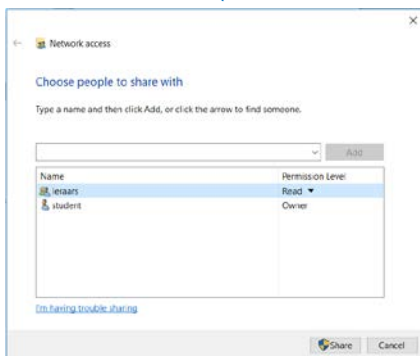 Network access
Choose people to share with
Type a name and then click Add, or click the arrow to find someone.
Add
Name Permission Level
leraars Read
student Owner
I'm having trouble sharing
Share Cancel